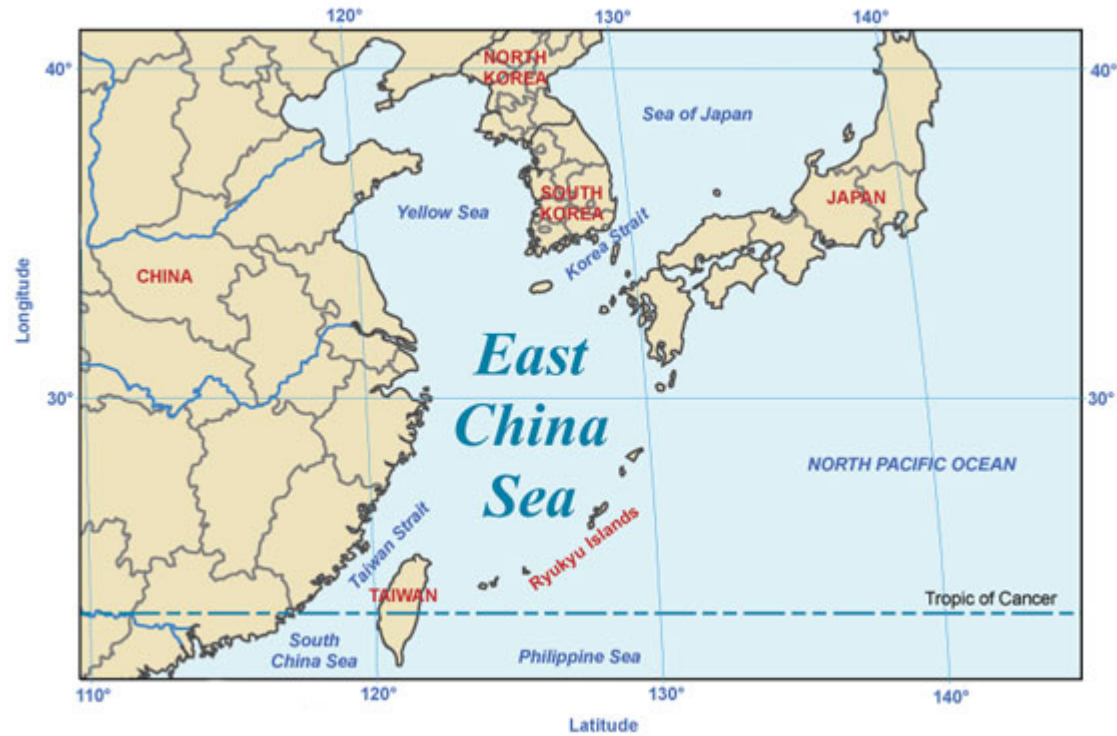 120°
130°
140°
40°
NORTH
KOREA
40°
Sea of Japan
SOUTH
KOREA
JAPAN
Yellow Sea
Korea Strait
CHINA
Longitude
East
China
Sea
30°
30°
NORTH PACIFIC OCEAN
Taiwan Strait
Ryukyu Islands
TAIWAN
Tropic of Cancer
South
China Sea
Philippine Sea
110°
120°
130°
140°
Latitude